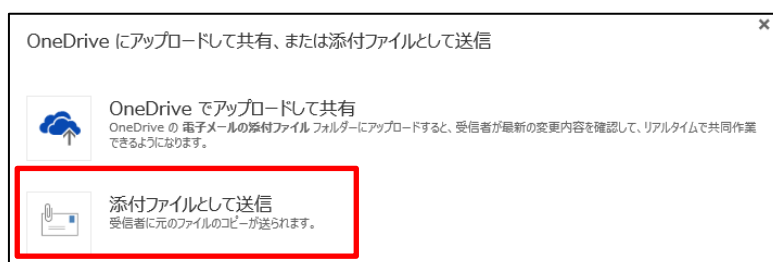 OneDrive にアップロードして共有、または添付ファイルとして送信
OneDrive でアップロードして共有
OneDrive の 電子メールの添付ファイル フォルダーにアップロードすると、受信者が最新の変更内容を確認して、リアルタイムで共同作業
できるようになります。
添付ファイルとして送信
受信者に元のファイルのコピーが送られます。